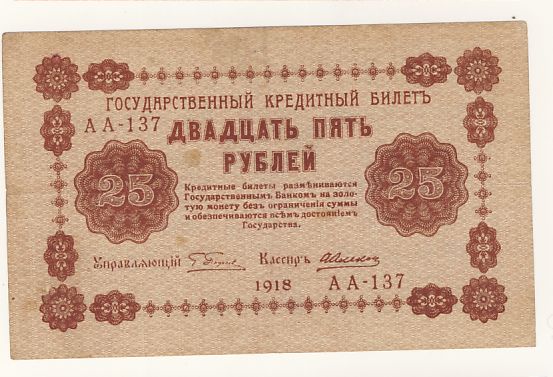 ГОСУДАРСТВЕННЫЙ КРЕДИТНЫЙ БИЛЕТЪ
АА-137
ДВАДЦАТЬ ПЯТЬ
РУБЛЕЙ
25
25
Кредитные билеты размѣниваются
Государственнымъ Банкомъ на золо-
тую монету безъ ограниченія суммы
и обезпечиваются всѣмъ достояніемъ
Государства.
Управляющій
Кассиръ
1918 АА-137